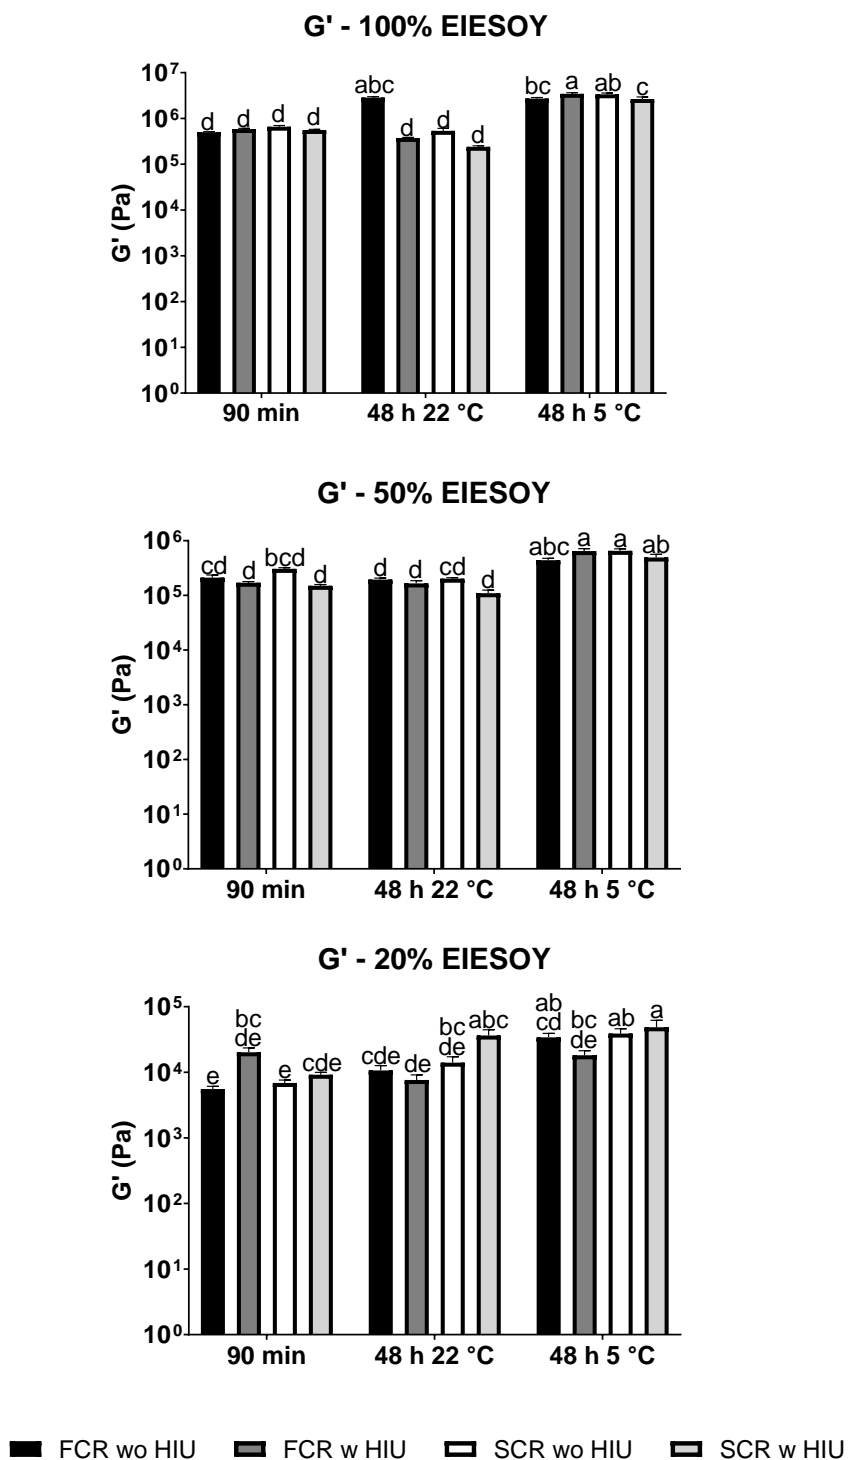 G' - 100% EIESOY
G' (Pa)
10⁷
10⁶
10⁵
10⁴
10³
10²
10¹
10⁰
d d d d
abc d d d
bc a ab c
90 min 48 h 22 °C 48 h 5 °C
G' - 50% EIESOY
G' (Pa)
10⁶
10⁵
10⁴
10³
10²
10¹
10⁰
cd d bcd d
d d cd d
abc a a ab
90 min 48 h 22 °C 48 h 5 °C
G' - 20% EIESOY
G' (Pa)
10⁵
10⁴
10³
10²
10¹
10⁰
e
bc
de
e
cde
cde
de
bc
de
abc
ab
cd
bc
de
ab
a
90 min 48 h 22 °C 48 h 5 °C
FCR wo HIU FCR w HIU SCR wo HIU SCR w HIU